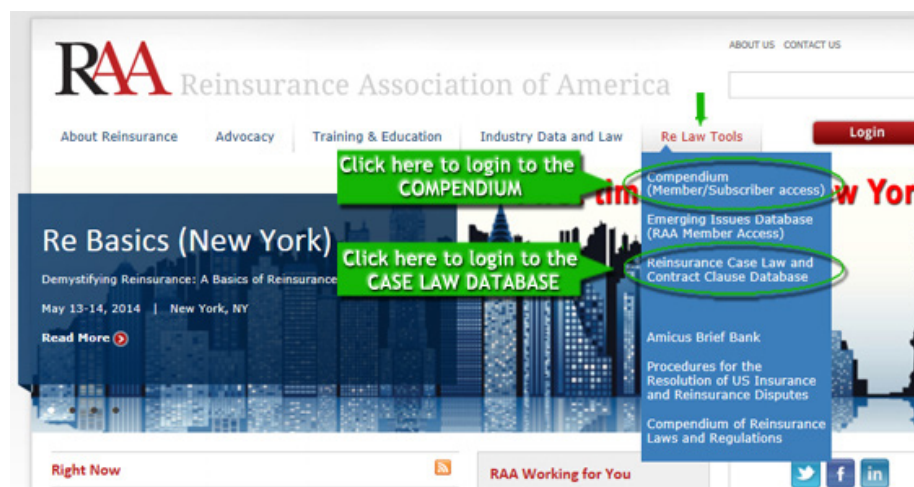 ABOUT US CONTACT US
RAA Reinsurance Association of America
About Reinsurance Advocacy Training & Education Industry Data and Law Re Law Tools Login
Click here to login to the
COMPENDIUM
Compendium
(Member/Subscriber access)
tim w Yor
Emerging Issues Database
(RAA Member Access)
Re Basics (New York)
Click here to login to the
CASE LAW DATABASE
Reinsurance Case Law and
Contract Clause Database
Demystifying Reinsurance: A Basics of Reinsurance
May 13-14, 2014 | New York, NY
Read More
Amicus Brief Bank
Procedures for the
Resolution of US Insurance
and Reinsurance Disputes
Compendium of Reinsurance
Laws and Regulations
Right Now
RAA Working for You
f in